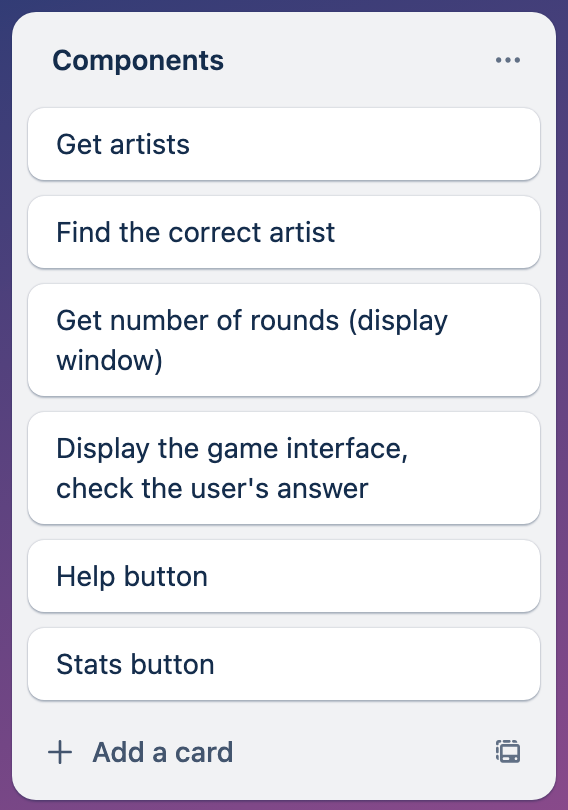 Components
Get artists
Find the correct artist
Get number of rounds (display
window)
Display the game interface,
check the user's answer
Help button
Stats button
Add a card